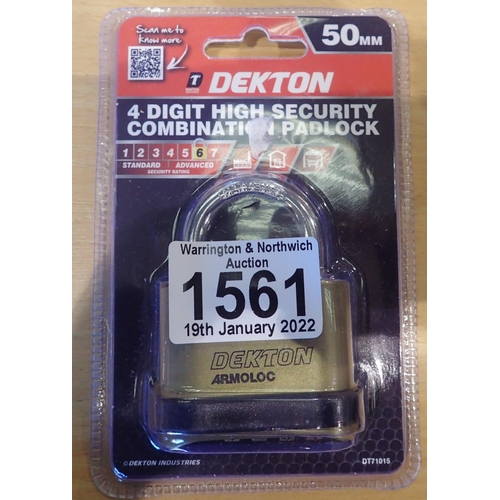 Scan me to
Know more
50MM
DEKTON
4 DIGIT HIGH SECURITY
COMBINATION PADLOCK
1 2 3 4 5 6 7
STANDARD ADVANCED
SECURITY RATING
Warrington & Northwich
Auction
1561
19th January 2022
DEKTON
ARMOLOC
© DEKTON INDUSTRIES
DT71015